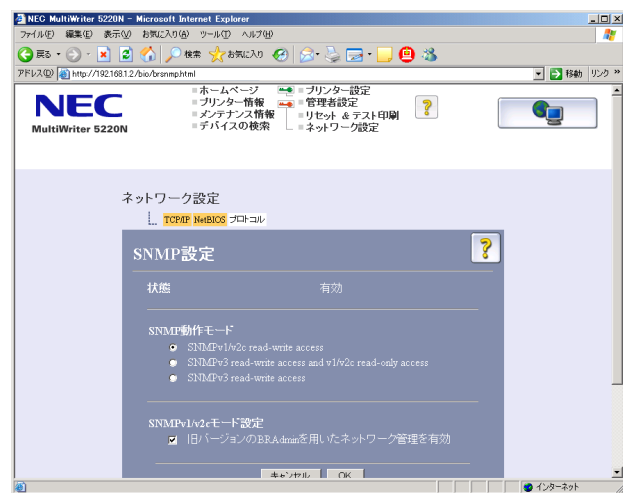 NEC MultiWriter 5220N - Microsoft Internet Explorer
ファイル(F) 編集(E) 表示(V) お気に入り(A) ツール(T) ヘルプ(H)
戻る 検索 お気に入り
アドレス(D) http://192.168.1.2/bio/brsnmp.html 移動 リンク »
NEC
MultiWriter 5220N
ホームページ
プリンター情報
メンテナンス情報
デバイスの検索
プリンター設定
管理者設定
リセット & テスト印刷
ネットワーク設定
ネットワーク設定
TCP/IP NetBIOS プロトコル
SNMP設定
状態 有効
SNMP動作モード
SNMPv1/v2c read-write access
SNMPv3 read-write access and v1/v2c read-only access
SNMPv3 read-write access
SNMPv1/v2cモード設定
旧バージョンのBRAdminを用いたネットワーク管理を有効
キャンセル OK
インターネット